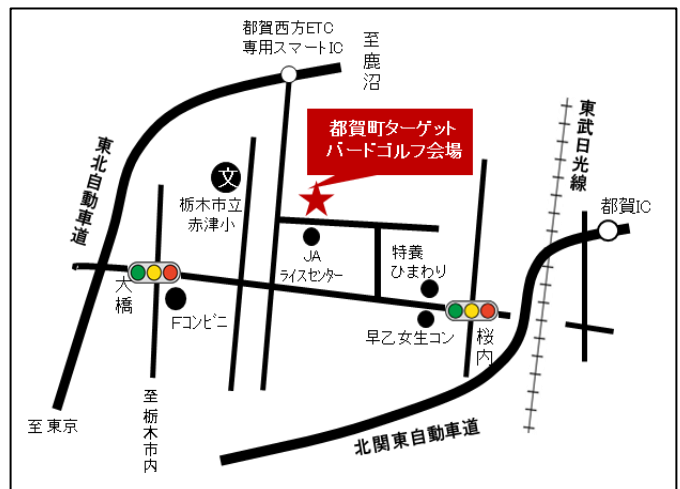 都賀西方ETC
専用スマートIC
至鹿沼
都賀町ターゲット
バードゴルフ会場
東北自動車道
東武日光線
文
栃木市立
赤津小
都賀IC
JA
ライスセンター
特養
ひまわり
大橋
Fコンビニ
早乙女生コン
桜内
至東京
至栃木市内
北関東自動車道